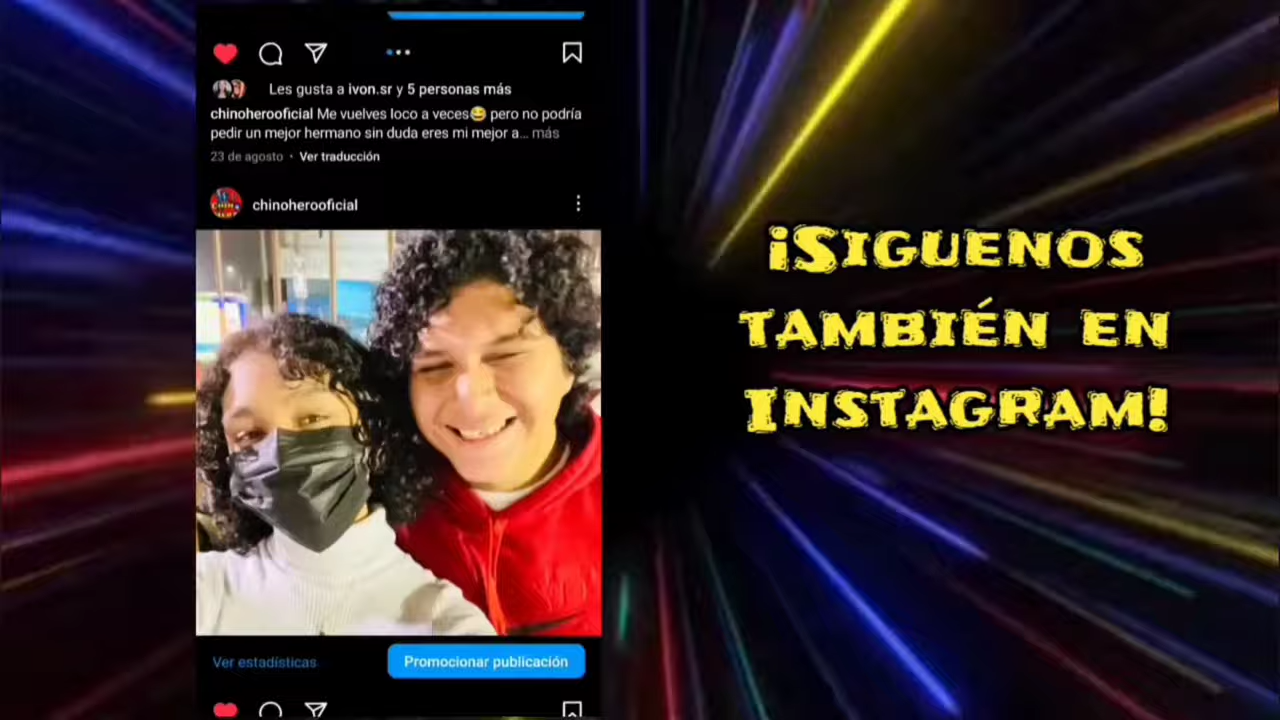 Les gusta a ivon.sr y 5 personas más
chinoherooficial Me vuelves loco a veces😂 pero no podría
pedir un mejor hermano sin duda eres mi mejor a... más
23 de agosto • Ver traducción
chinoherooficial
¡SIGUENOS
TAMBIÉN EN
INSTAGRAM!
Ver estadísticas
Promocionar publicación